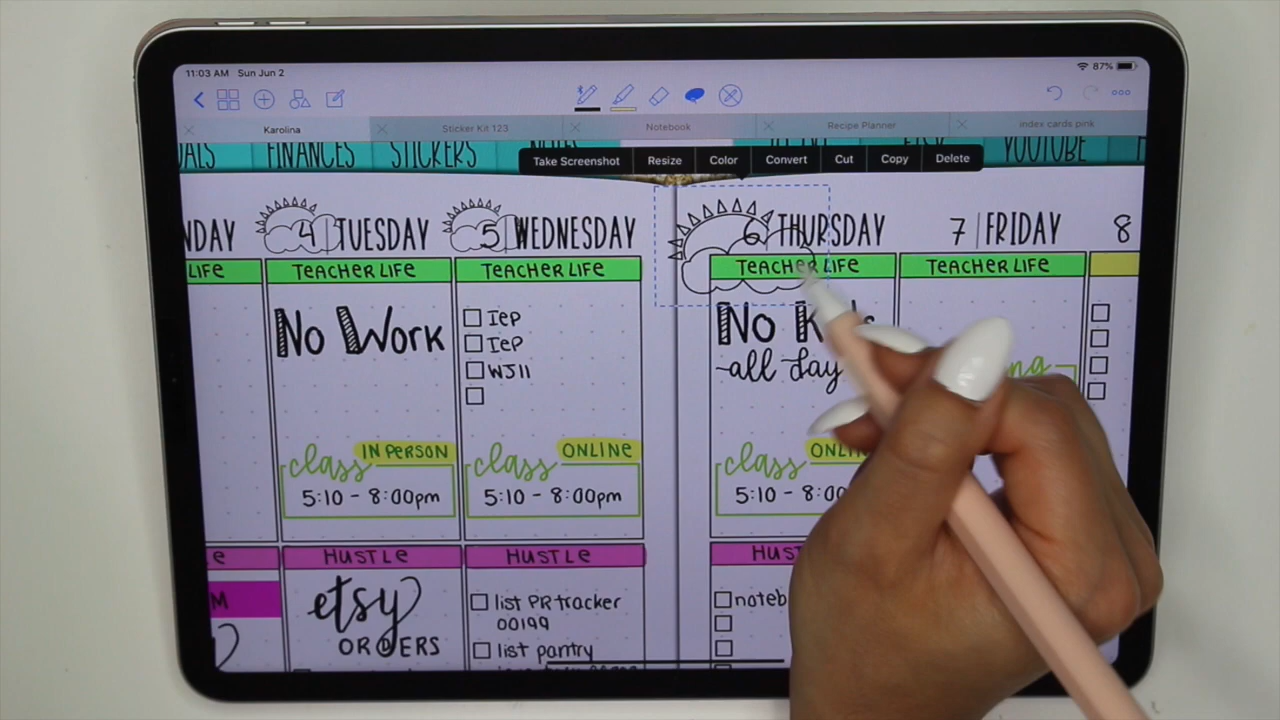 11:03 AM Sun Jun 2
87%
Karolina
Sticker Kit 123
Notebook
Recipe Planner
index cards pink
FINANCES
STICKERS
YOUTUBE
Take Screenshot
Resize
Color
Convert
Cut
Copy
Delete
4 TUESDAY
5 WEDNESDAY
6 THURSDAY
7 FRIDAY
8
LIFE
TEACHER LIFE
TEACHER LIFE
TEACHER LIFE
TEACHER LIFE
No Work
IEP
IEP
WJII
No
all day
class IN PERSON
5:10 - 8:00pm
class ONLINE
5:10 - 8:00pm
class
5:10 -
HUSTLE
HUSTLE
etsy
ORDERS
list PR tracker
00199
list pantry